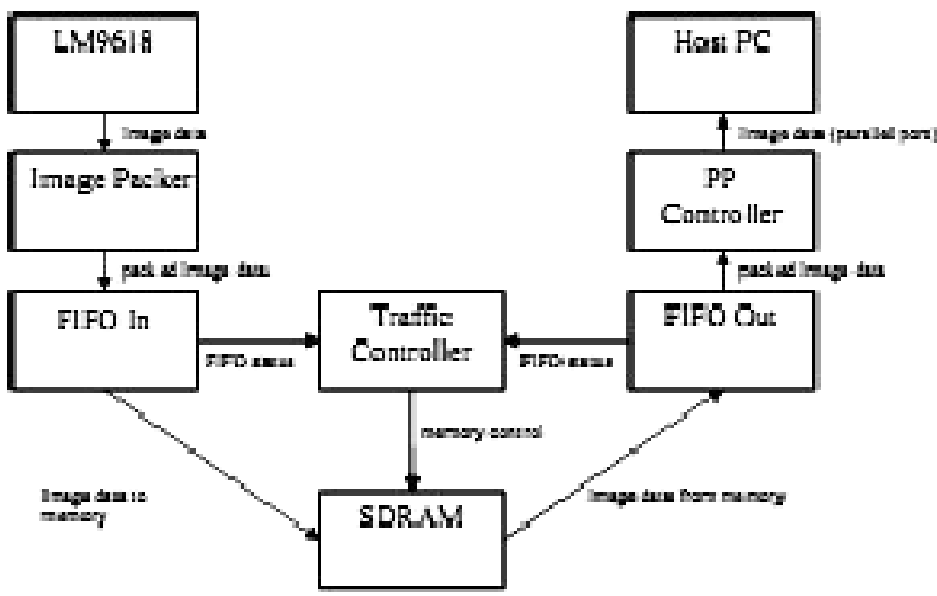 LM9618
Host PC
Image data
Image data (parallel port)
Image Packer
PP
Controller
packed image data
packed image data
FIFO In
Traffic
Controller
FIFO Out
FIFO status
FIFO status
memory control
Image data to
memory
Image data from memory
SDRAM